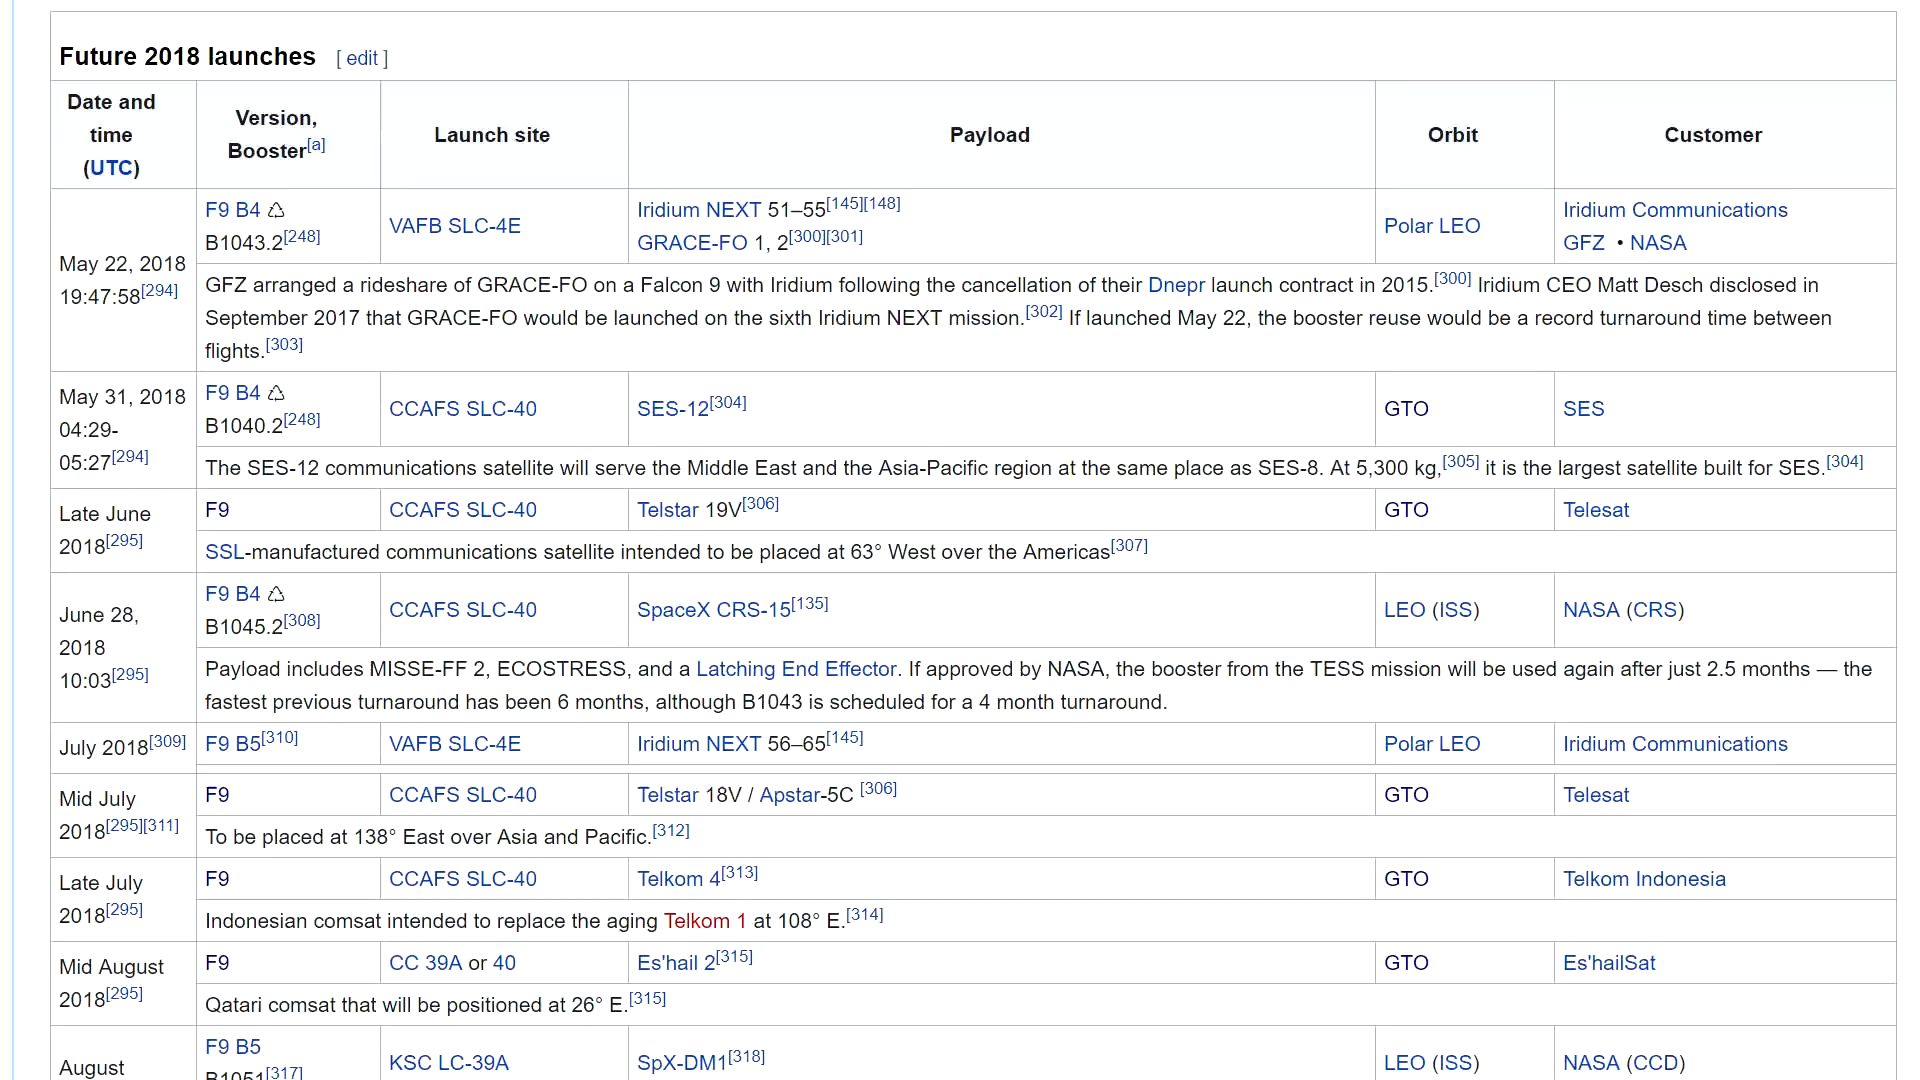 Future 2018 launches [ edit ]
Date and time (UTC)
Version, Booster[a]
Launch site
Payload
Orbit
Customer
May 22, 2018
19:47:58[294]
F9 B4 ♺
B1043.2[248]
VAFB SLC-4E
Iridium NEXT 51–55[145][148]
GRACE-FO 1, 2[300][301]
Polar LEO
Iridium Communications
GFZ • NASA
GFZ arranged a rideshare of GRACE-FO on a Falcon 9 with Iridium following the cancellation of their Dnepr launch contract in 2015.[300] Iridium CEO Matt Desch disclosed in
September 2017 that GRACE-FO would be launched on the sixth Iridium NEXT mission.[302] If launched May 22, the booster reuse would be a record turnaround time between
flights.[303]
May 31, 2018
04:29-
05:27[294]
F9 B4 ♺
B1040.2[248]
CCAFS SLC-40
SES-12[304]
GTO
SES
The SES-12 communications satellite will serve the Middle East and the Asia-Pacific region at the same place as SES-8. At 5,300 kg,[305] it is the largest satellite built for SES.[304]
Late June
2018[295]
F9
CCAFS SLC-40
Telstar 19V[306]
GTO
Telesat
SSL-manufactured communications satellite intended to be placed at 63° West over the Americas[307]
June 28,
2018
10:03[295]
F9 B4 ♺
B1045.2[308]
CCAFS SLC-40
SpaceX CRS-15[135]
LEO (ISS)
NASA (CRS)
Payload includes MISSE-FF 2, ECOSTRESS, and a Latching End Effector. If approved by NASA, the booster from the TESS mission will be used again after just 2.5 months — the
fastest previous turnaround has been 6 months, although B1043 is scheduled for a 4 month turnaround.
July 2018[309]
F9 B5[310]
VAFB SLC-4E
Iridium NEXT 56–65[145]
Polar LEO
Iridium Communications
Mid July
2018[295][311]
F9
CCAFS SLC-40
Telstar 18V / Apstar-5C [306]
GTO
Telesat
To be placed at 138° East over Asia and Pacific.[312]
Late July
2018[295]
F9
CCAFS SLC-40
Telkom 4[313]
GTO
Telkom Indonesia
Indonesian comsat intended to replace the aging Telkom 1 at 108° E.[314]
Mid August
2018[295]
F9
CC 39A or 40
Es'hail 2[315]
GTO
Es'hailSat
Qatari comsat that will be positioned at 26° E.[315]
August
F9 B5
B1051[317]
KSC LC-39A
SpX-DM1[318]
LEO (ISS)
NASA (CCD)